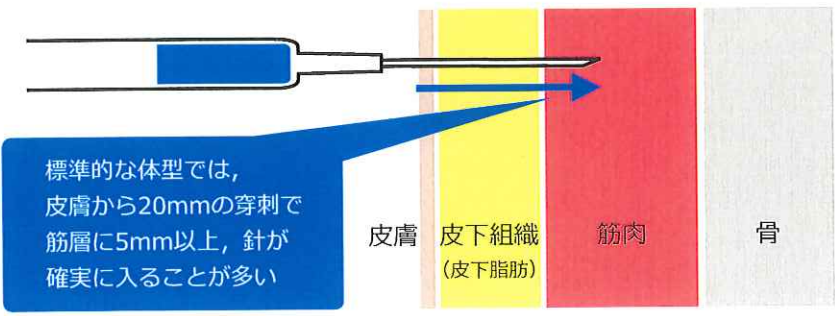 標準的な体型では,
皮膚から20mmの穿刺で
筋層に5mm以上, 針が
確実に入ることが多い
皮膚
皮下組織
(皮下脂肪)
筋肉
骨